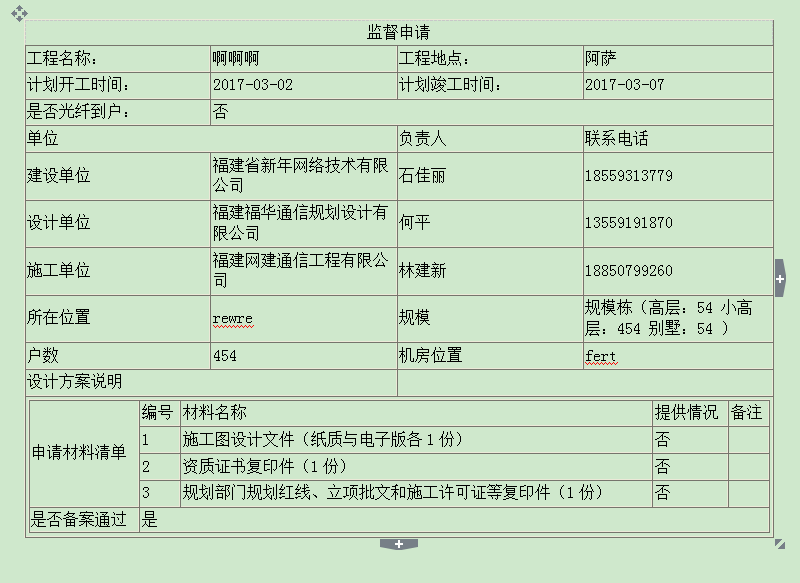 监督申请
工程名称： 啊啊啊 工程地点： 阿萨
计划开工时间： 2017-03-02 计划竣工时间： 2017-03-07
是否光纤到户： 否
单位 负责人 联系电话
建设单位 福建省新年网络技术有限
公司 石佳丽 18559313779
设计单位 福建福华通信规划设计有
限公司 何平 13559191870
施工单位 福建网建通信工程有限公
司 林建新 18850799260
所在位置 rewre 规模 规模栋（高层：54 小高
层：454 别墅：54 ）
户数 454 机房位置 fert
设计方案说明
申请材料清单 编号 材料名称 提供情况 备注
1 施工图设计文件（纸质与电子版各1份） 否
2 资质证书复印件（1份） 否
3 规划部门规划红线、立项批文和施工许可证等复印件（1份） 否
是否备案通过 是